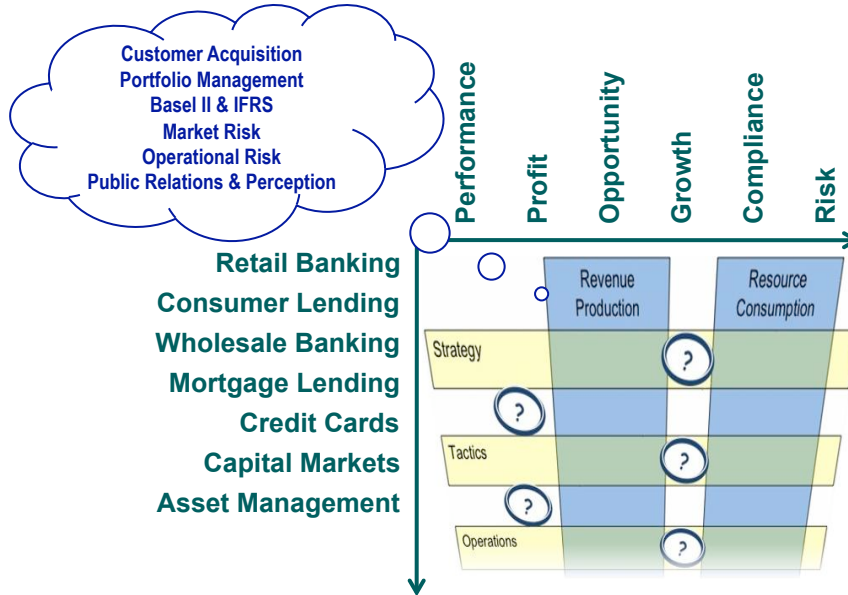 Customer Acquisition
Portfolio Management
Basel II & IFRS
Market Risk
Operational Risk
Public Relations & Perception
Performance
Profit
Opportunity
Growth
Compliance
Risk
Retail Banking
Consumer Lending
Wholesale Banking
Mortgage Lending
Credit Cards
Capital Markets
Asset Management
Revenue
Production
Resource
Consumption
Strategy
?
?
Tactics
?
?
Operations
?